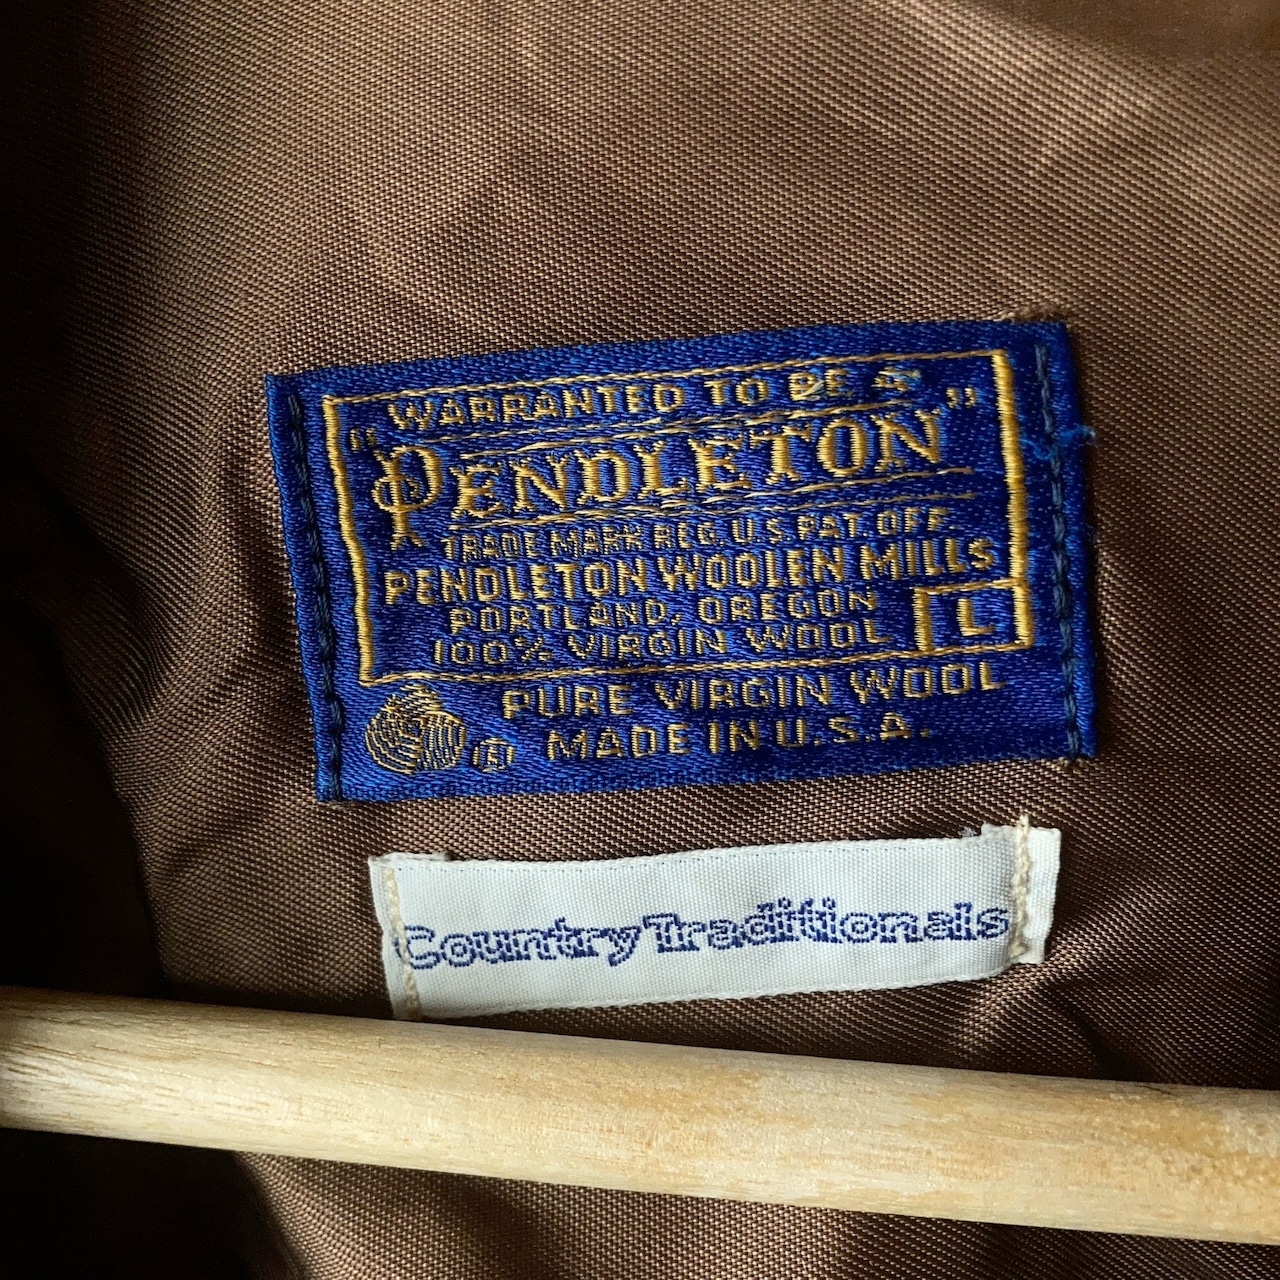 WARRANTED TO BE A
"PENDLETON"
TRADE MARK REG. U.S. PAT. OFF.
PENDLETON WOOLEN MILLS
PORTLAND, OREGON
100% VIRGIN WOOL L
PURE VIRGIN WOOL
® MADE IN U.S.A.
Country Traditionals